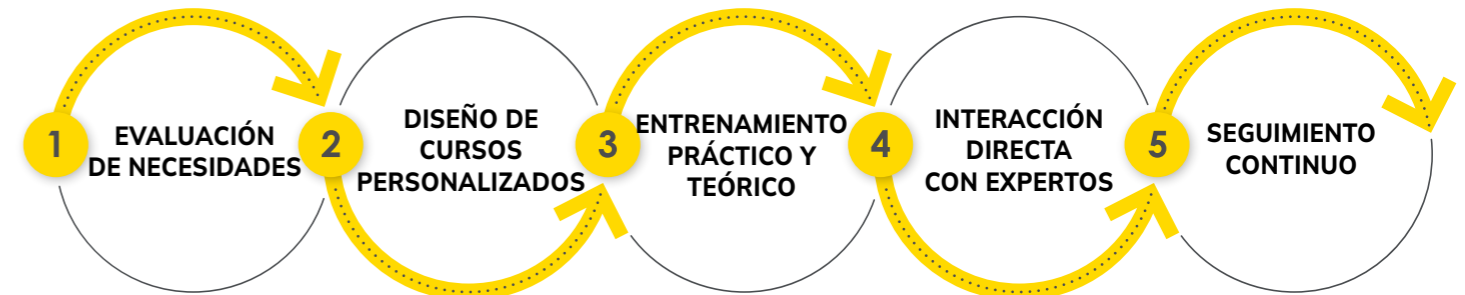 1
EVALUACIÓN
DE NECESIDADES
2
DISEÑO DE
CURSOS
PERSONALIZADOS
3
ENTRENAMIENTO
PRÁCTICO Y
TEÓRICO
4
INTERACCIÓN
DIRECTA
CON EXPERTOS
5
SEGUIMIENTO
CONTINUO